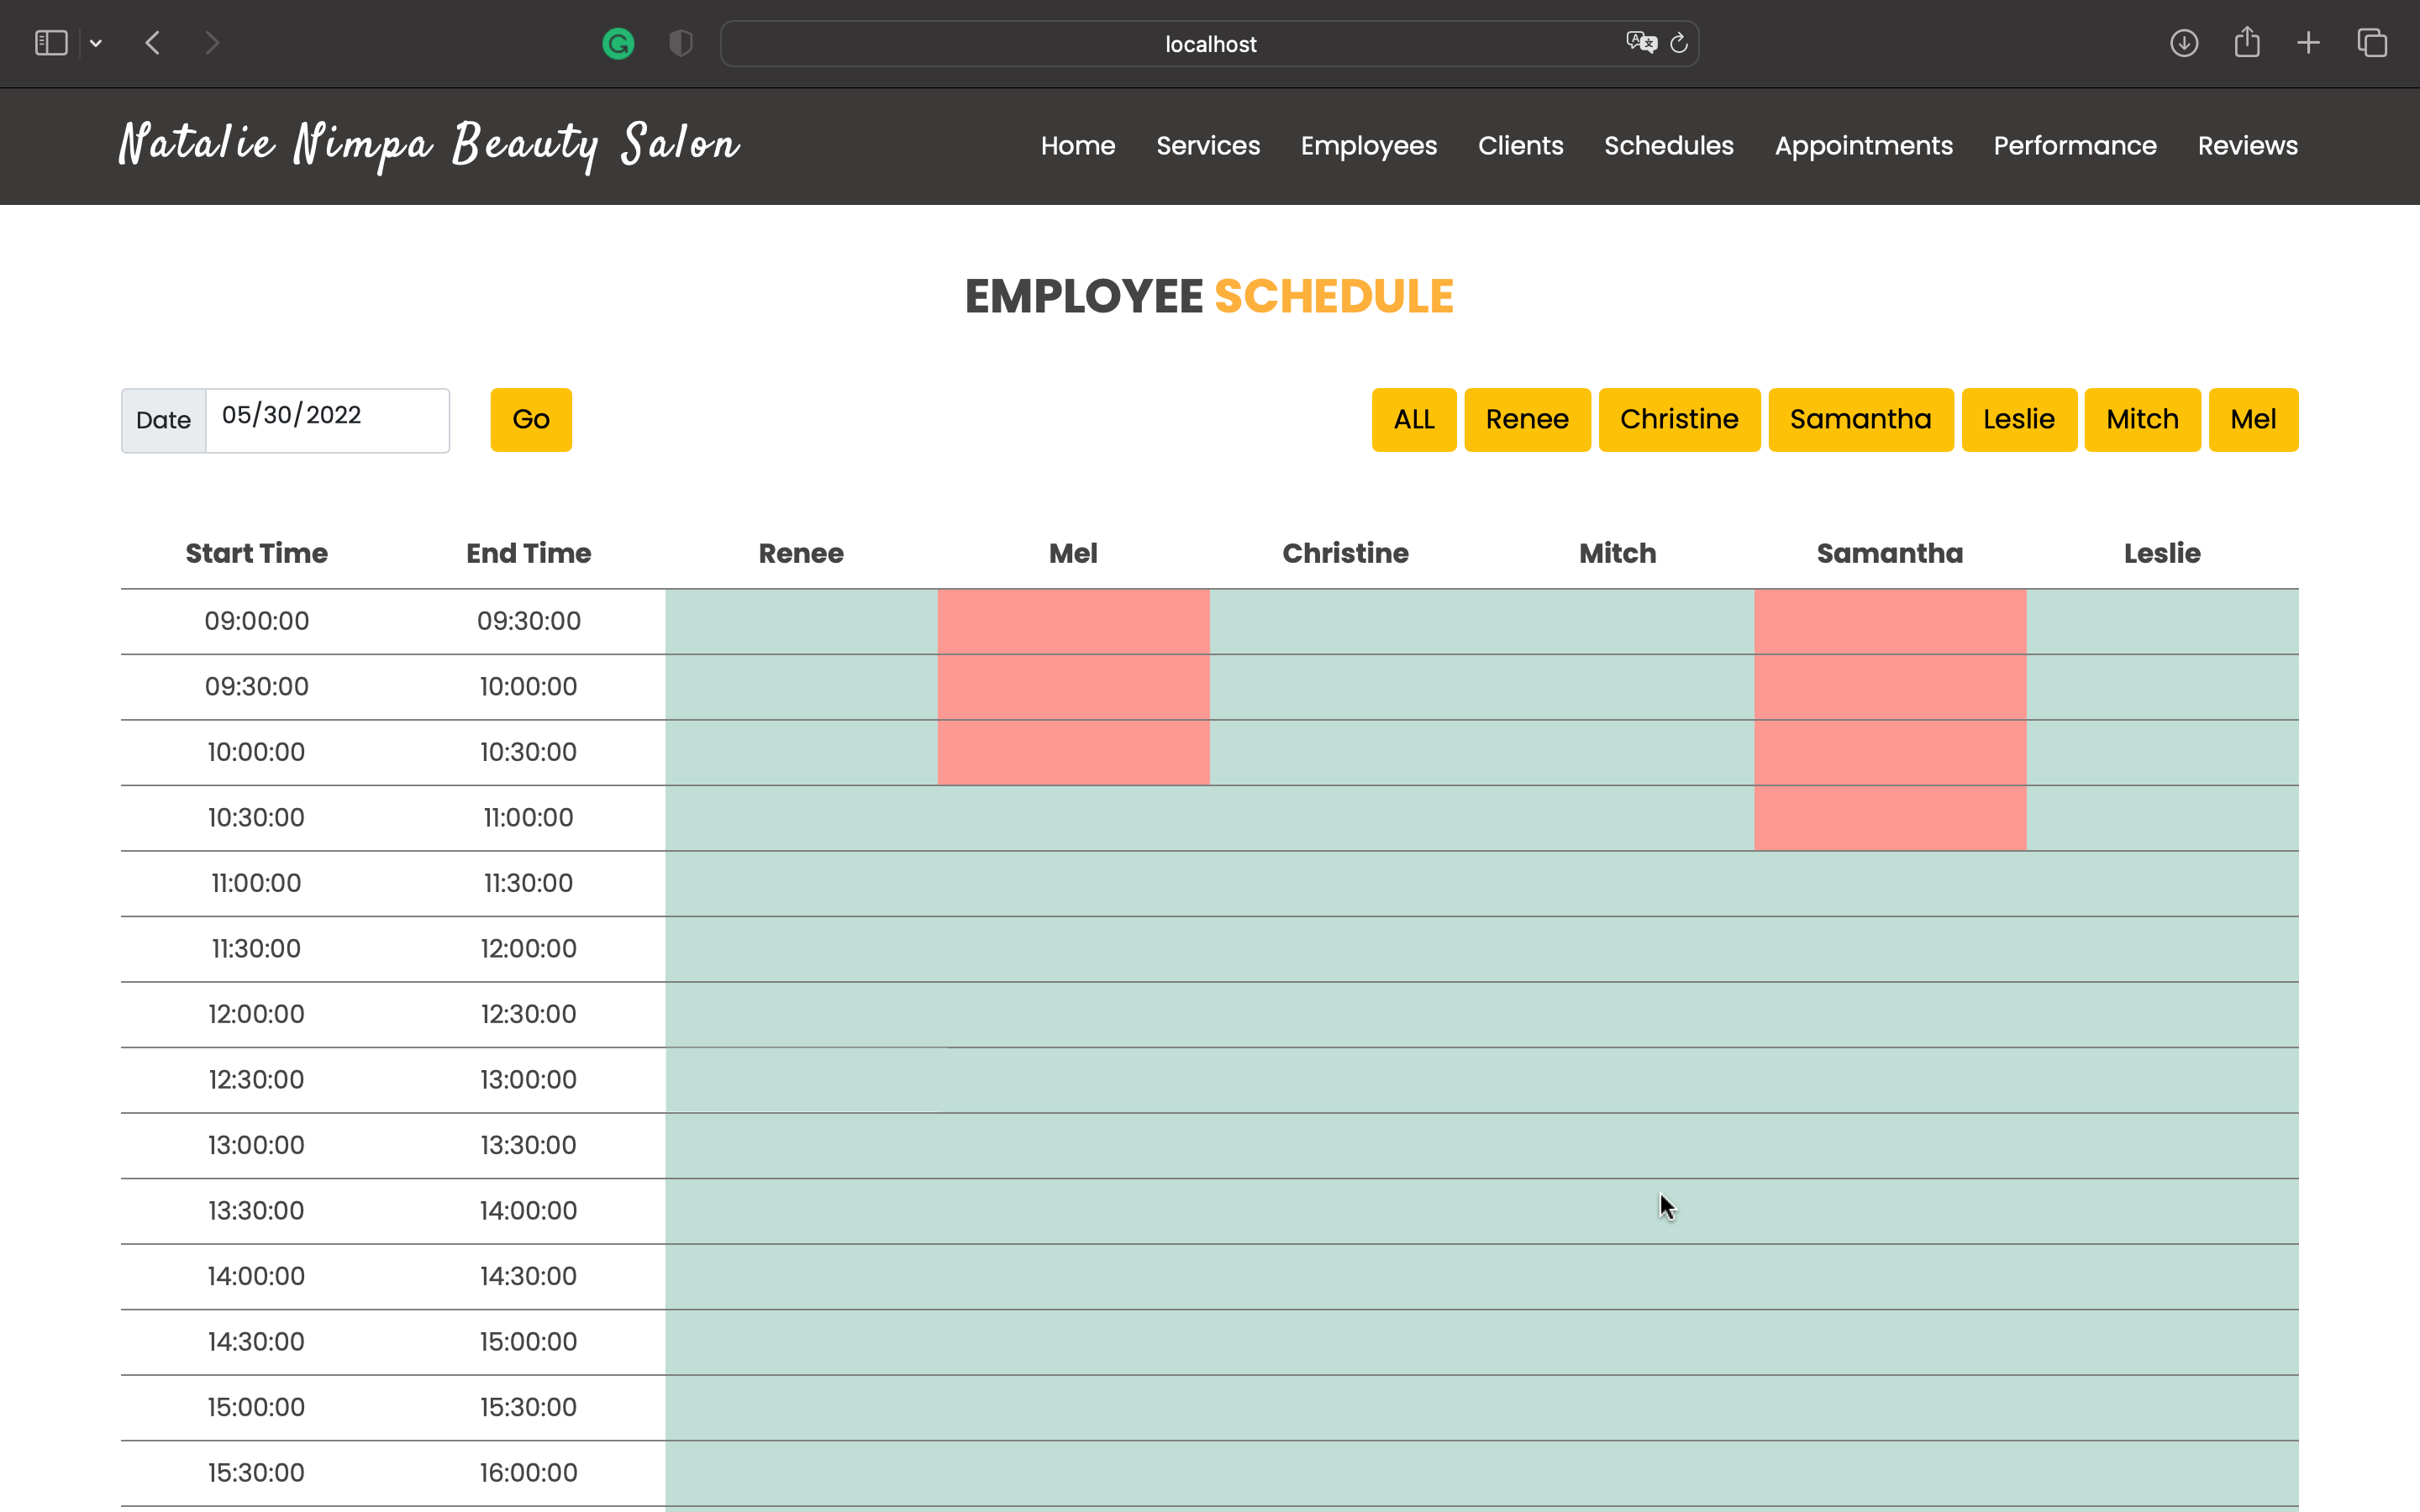 localhost
Natalie Nimpa Beauty Salon Home Services Employees Clients Schedules Appointments Performance Reviews
EMPLOYEE SCHEDULE
Date 05/30/2022 Go ALL Renee Christine Samantha Leslie Mitch Mel
Start Time End Time Renee Mel Christine Mitch Samantha Leslie
09:00:00 09:30:00
09:30:00 10:00:00
10:00:00 10:30:00
10:30:00 11:00:00
11:00:00 11:30:00
11:30:00 12:00:00
12:00:00 12:30:00
12:30:00 13:00:00
13:00:00 13:30:00
13:30:00 14:00:00
14:00:00 14:30:00
14:30:00 15:00:00
15:00:00 15:30:00
15:30:00 16:00:00